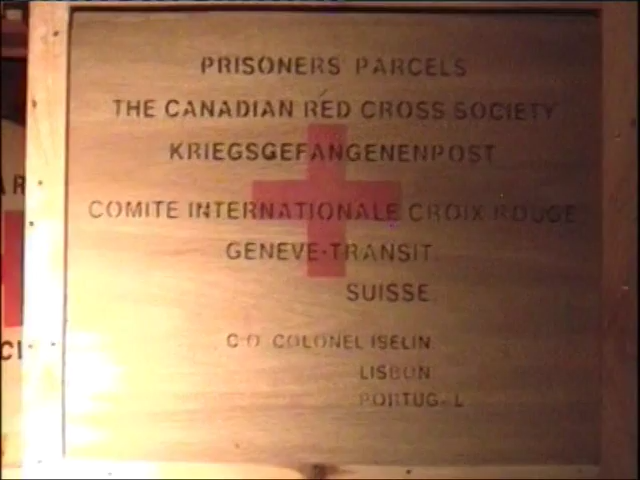 PRISONERS PARCELS
THE CANADIAN RED CROSS SOCIETY
KRIEGSGEFANGENENPOST
COMITE INTERNATIONALE CROIX ROUGE
GENEVE·TRANSIT
SUISSE
C·O COLONEL ISELIN
LISBON
PORTUGAL